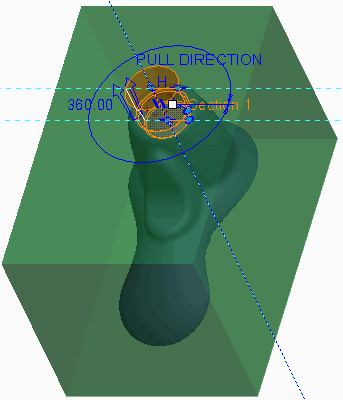 PULL DIRECTION
H
360.00
Section 1